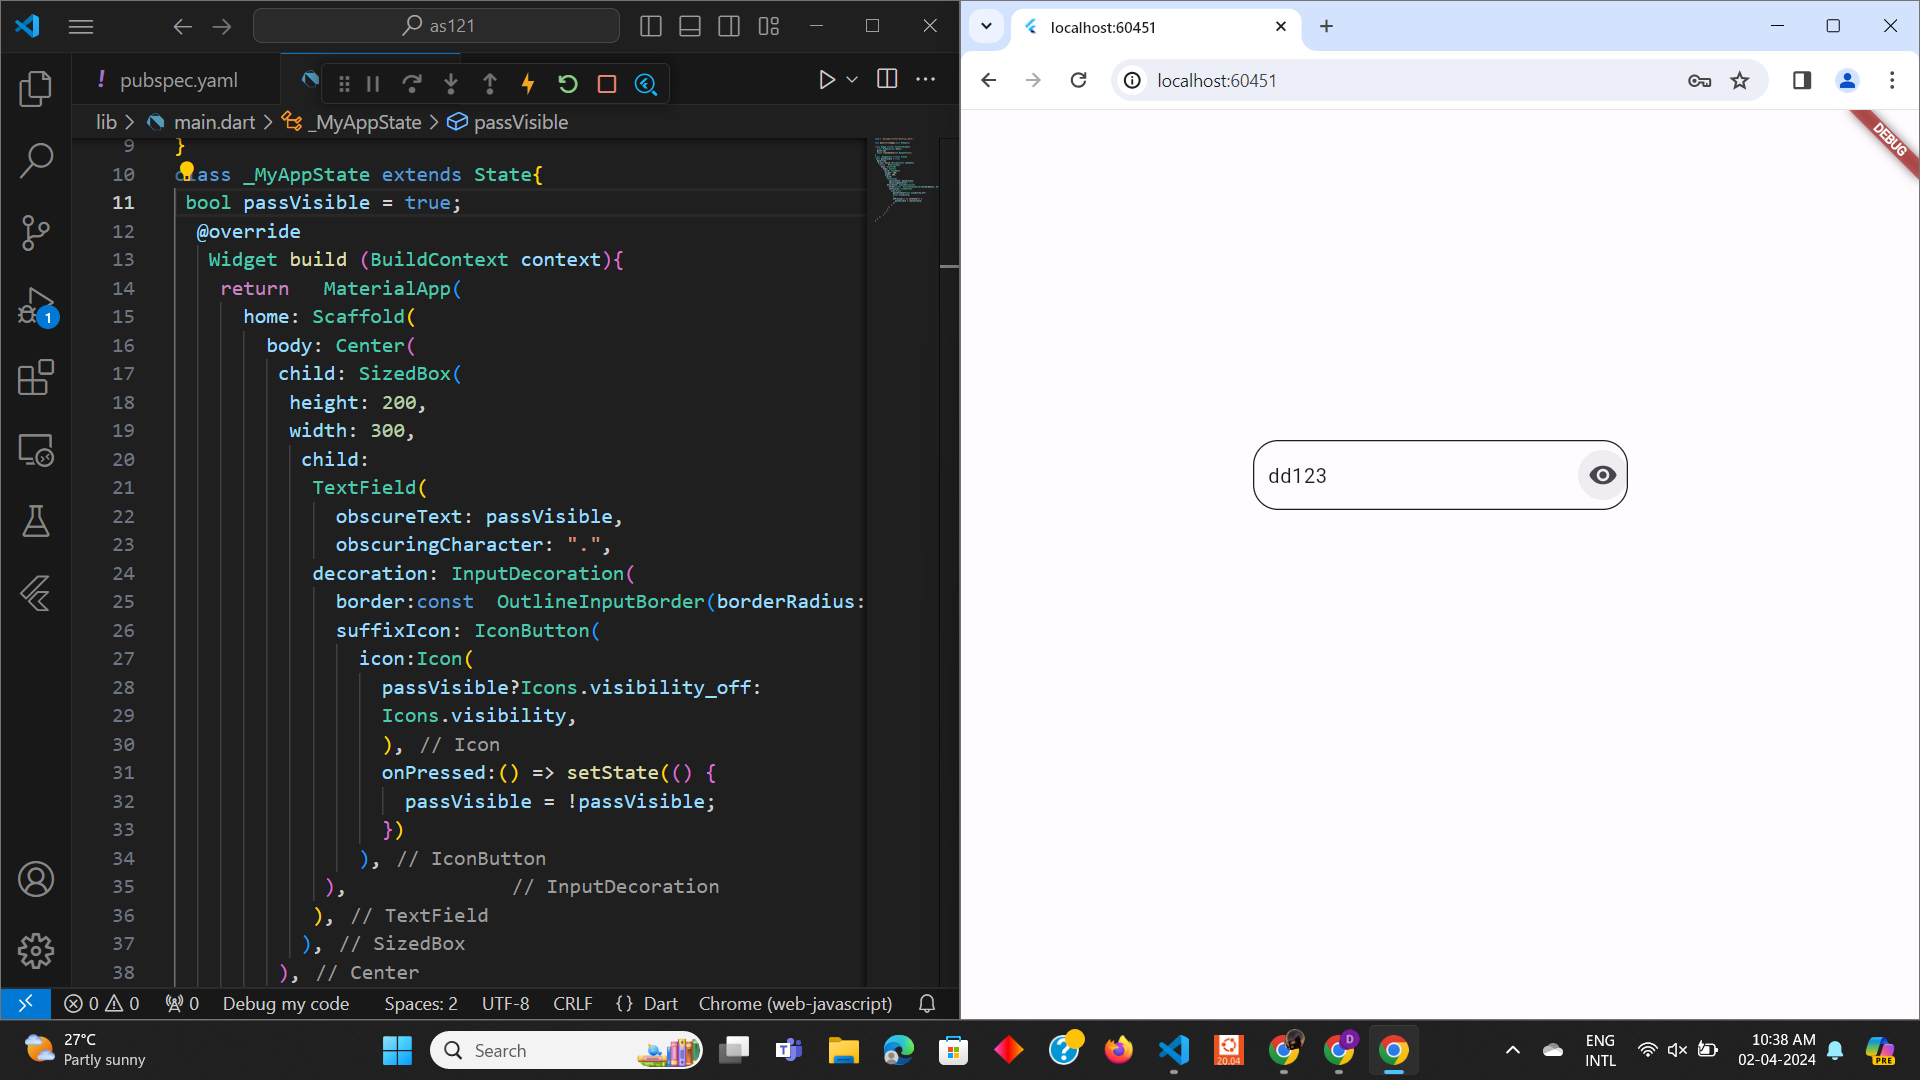 as121
pubspec.yaml
lib > main.dart > _MyAppState > passVisible
9 }
10 class _MyAppState extends State{
11 bool passVisible = true;
12 @override
13 Widget build (BuildContext context){
14 return MaterialApp(
15 home: Scaffold(
16 body: Center(
17 child: SizedBox(
18 height: 200,
19 width: 300,
20 child:
21 TextField(
22 obscureText: passVisible,
23 obscuringCharacter: ".",
24 decoration: InputDecoration(
25 border:const OutlineInputBorder(borderRadius:
26 suffixIcon: IconButton(
27 icon:Icon(
28 passVisible?Icons.visibility_off:
29 Icons.visibility,
30 ), // Icon
31 onPressed:() => setState(() {
32 passVisible = !passVisible;
33 })
34 ), // IconButton
35 ), // InputDecoration
36 ), // TextField
37 ), // SizedBox
38 ), // Center
1
0 0 0 Debug my code Spaces: 2 UTF-8 CRLF {} Dart Chrome (web-javascript)
localhost:60451
localhost:60451
DEBUG
dd123
27°C
Partly sunny
Search
20.04
D
ENG
INTL
10:38 AM
02-04-2024
PRE